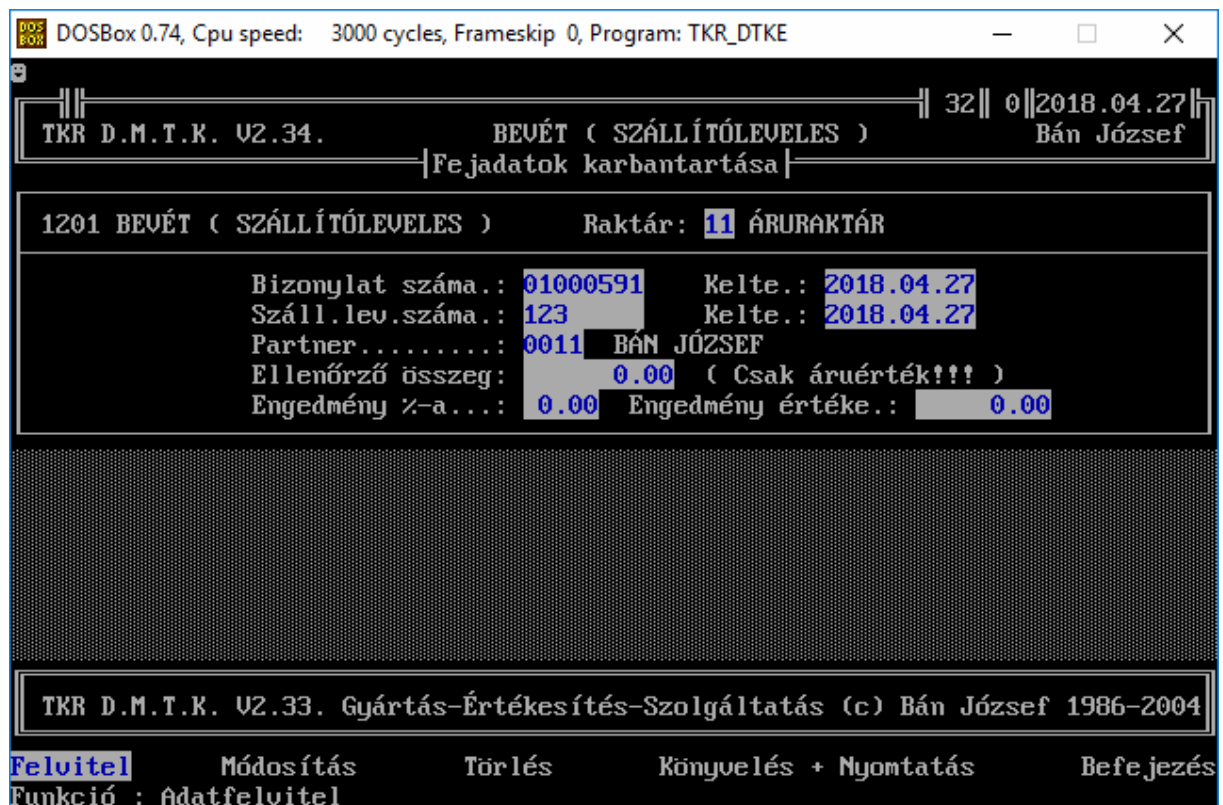 DOSBox 0.74, Cpu speed: 3000 cycles, Frameskip 0, Program: TKR_DTKE
32 0 2018.04.27
TKR D.M.T.K. V2.34. BEVÉT ( SZÁLLÍTÓLEVELES ) Bán József
Fejadatok karbantartása
1201 BEVÉT ( SZÁLLÍTÓLEVELES ) Raktár: 11 ÁRURAKTÁR
Bizonylat száma.: 01000591 Kelte.: 2018.04.27
Száll.lev.száma.: 123 Kelte.: 2018.04.27
Partner.........: 0011 BÁN JÓZSEF
Ellenőrző összeg: 0.00 ( Csak áruérték!!! )
Engedmény %-a...: 0.00 Engedmény értéke.: 0.00
TKR D.M.T.K. V2.33. Gyártás-Értékesítés-Szolgáltatás (c) Bán József 1986-2004
Felvitel Módosítás Törlés Könyvelés + Nyomtatás Befejezés
Funkció : Adatfelvitel